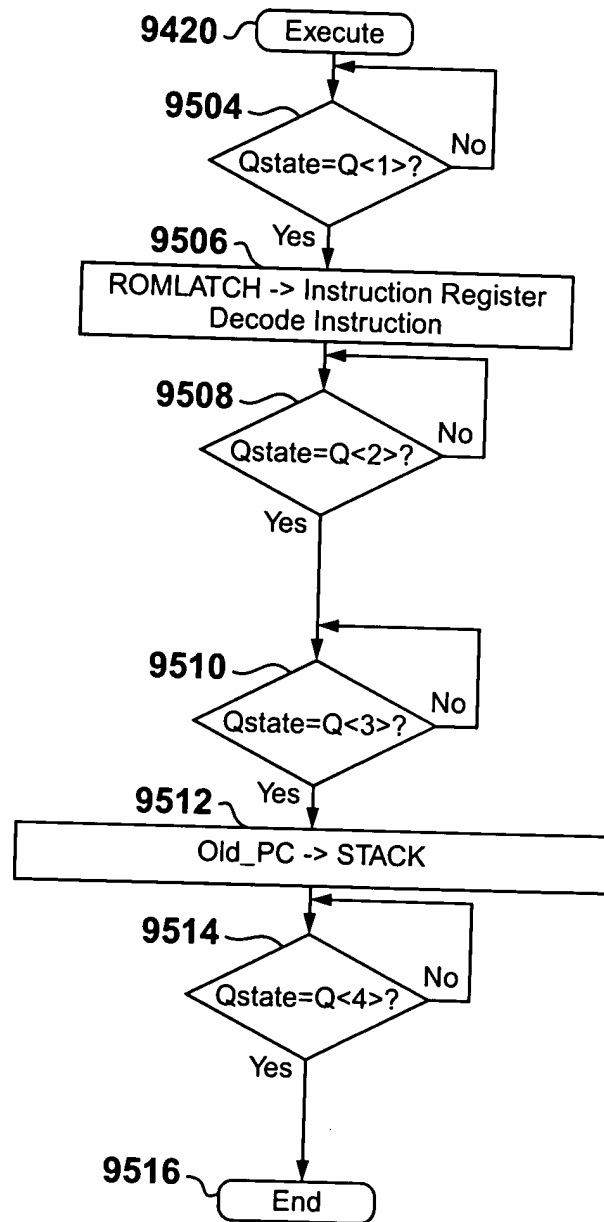 9420
Execute
9504
Qstate=Q<1>?
No
Yes
9506
ROMLATCH -> Instruction Register
Decode Instruction
9508
Qstate=Q<2>?
No
Yes
9510
Qstate=Q<3>?
No
Yes
9512
Old_PC -> STACK
9514
Qstate=Q<4>?
No
Yes
9516
End